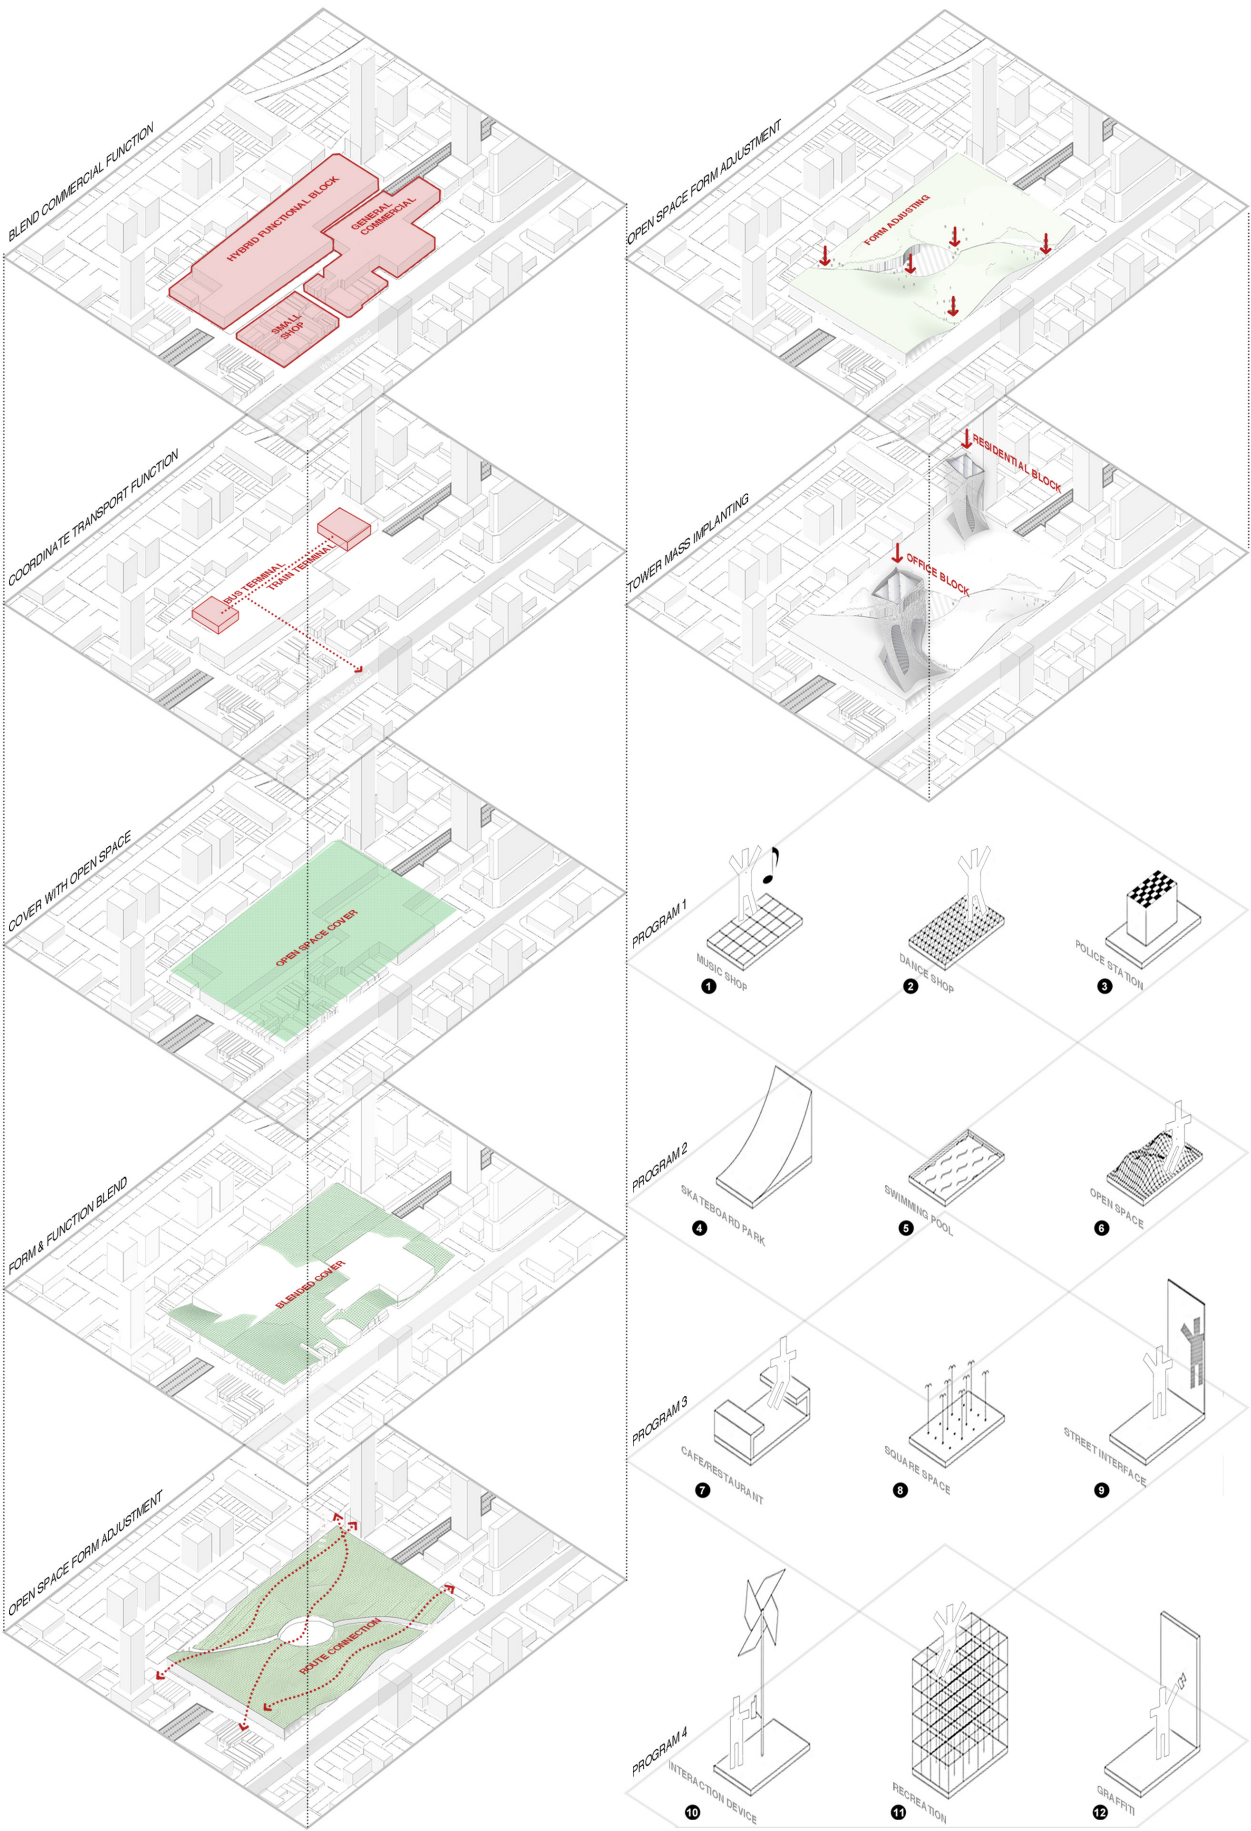 BLEND COMMERCIAL FUNCTION
HYBRID FUNCTIONAL BLOCK
GENERAL
COMMERCIAL
SMALL
SHOP
COORDINATE TRANSPORT FUNCTION
BUS TERMINAL
TRAIN TERMINAL
COVER WITH OPEN SPACE
OPEN SPACE COVER
FORM & FUNCTION BLEND
BLENDED COVER
OPEN SPACE FORM ADJUSTMENT
ROUTE CONNECTION
OPEN SPACE FORM ADJUSTMENT
FORM ADJUSTING
TOWER MASS IMPLANTING
RESIDENTIAL BLOCK
OFFICE BLOCK
PROGRAM 1
MUSIC SHOP
1
DANCE SHOP
2
POLICE STATION
3
PROGRAM 2
SKATEBOARD PARK
4
SWIMMING POOL
5
OPEN SPACE
6
PROGRAM 3
CAFE/RESTAURANT
7
SQUARE SPACE
8
STREET INTERFACE
9
PROGRAM 4
INTERACTION DEVICE
10
RECREATION
11
GRAFFITI
12